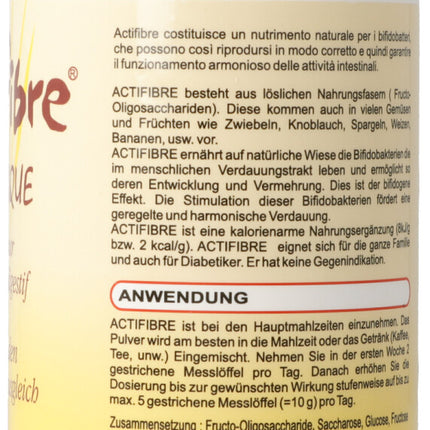 Actifibre costituisce un nutrimento naturale per i bifidobatteri,
che possono così riprodursi in modo corretto e quindi garantire
il funzionamento armonioso delle attività intestinali.
ACTIFIBRE besteht aus löslichen Nahrungsfasern ( Fructo-
Oligosacchariden). Diese kommen auch in vielen Gemüsen
und Früchten wie Zwiebeln, Knoblauch, Spargeln, Weizen,
Bananen, usw. vor.
ACTIFIBRE ernährt auf natürliche Wiese die Bifidobakterien die
im menschlichen Verdauungstrakt leben und ermöglicht so
deren Entwicklung und Vermehrung. Dies ist der bifidogene
Effekt. Die Stimulation dieser Bifidobakterien fördert eine
geregelte und harmonische Verdauung.
ACTIFIBRE ist eine kalorienarme Nahrungsergänzung (8kJ/g
bzw. 2 kcal/g). ACTIFIBRE eignet sich für die ganze Familie
und auch für Diabetiker. Er hat keine Gegenindikation.
ANWENDUNG
ACTIFIBRE ist bei den Hauptmahlzeiten einzunehmen. Das
Pulver wird am besten in die Mahlzeit oder das Getränk (Kaffee,
Tee, unw.) Eingemischt. Nehmen Sie in der ersten Woche 2
gestrichene Messlöffel pro Tag. Danach erhöhen Sie die
Dosierung bis zur gewünschten Wirkung stufenweise auf bis zu
max. 5 gestrichene Messlöffel (=10 g) pro Tag.
Zusammensetzung : Fructo-Oligosaccharide, Saccharose, Glucose, Fructose
ibre®
QUE
ur
gestif
en
sgleich